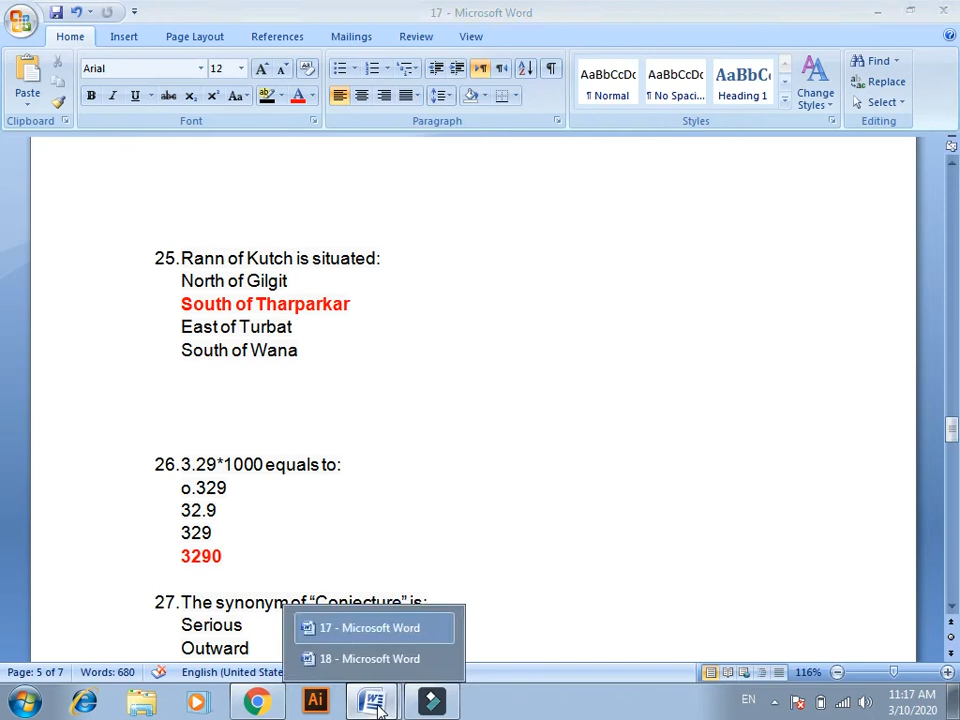 17 - Microsoft Word
Home Insert Page Layout References Mailings Review View
Paste
Clipboard
Arial 12
Font
Paragraph
AaBbCcDc AaBbCcDc AaBbC
¶ Normal ¶ No Spaci... Heading 1
Change Styles
Styles
Find
Replace
Select
Editing
25. Rann of Kutch is situated:
North of Gilgit
South of Tharparkar
East of Turbat
South of Wana
26. 3.29*1000 equals to:
o.329
32.9
329
3290
27. The synonym of “Conjecture” is:
Serious
Outward
17 - Microsoft Word
18 - Microsoft Word
Page: 5 of 7 Words: 680 English (United State 116%
EN 11:17 AM
3/10/2020